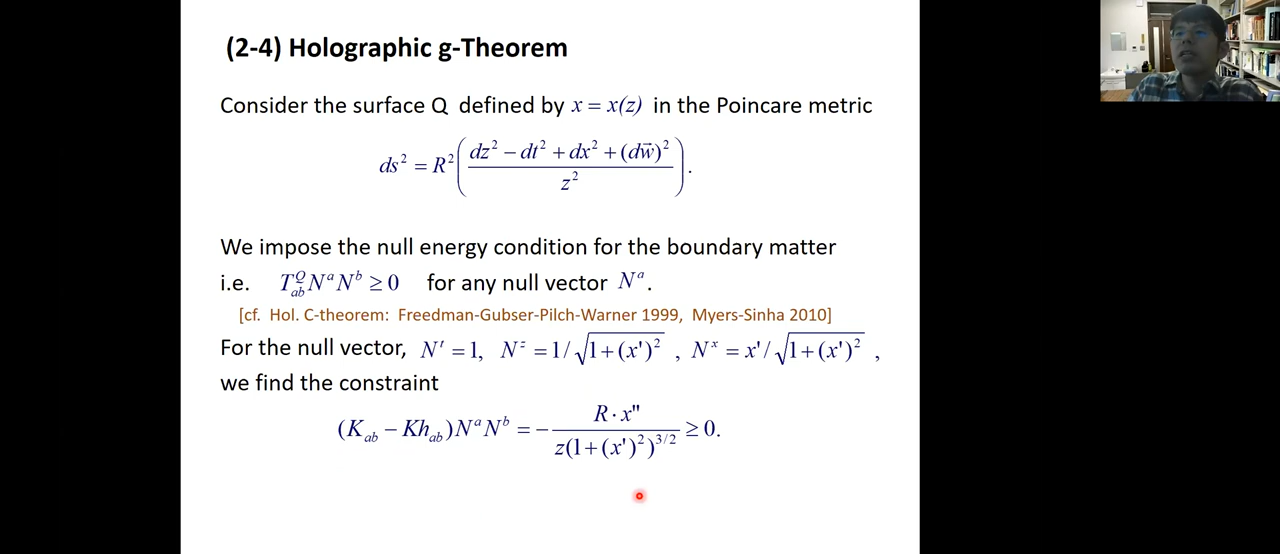 (2-4) Holographic g-Theorem
Consider the surface Q defined by x = x(z) in the Poincare metric
ds² = R² ( (dz² − dt² + dx² + (dw⃗)²) / z² ).
We impose the null energy condition for the boundary matter
i.e. T^Q_ab N^a N^b ≥ 0 for any null vector N^a.
[cf. Hol. C-theorem: Freedman-Gubser-Pilch-Warner 1999, Myers-Sinha 2010]
For the null vector, N^t = 1, N^z = 1/√(1+(x')²) , N^x = x'/√(1+(x')²) ,
we find the constraint
(K_ab − Kh_ab)N^a N^b = − R·x'' / z(1+(x')²)^{3/2} ≥ 0.